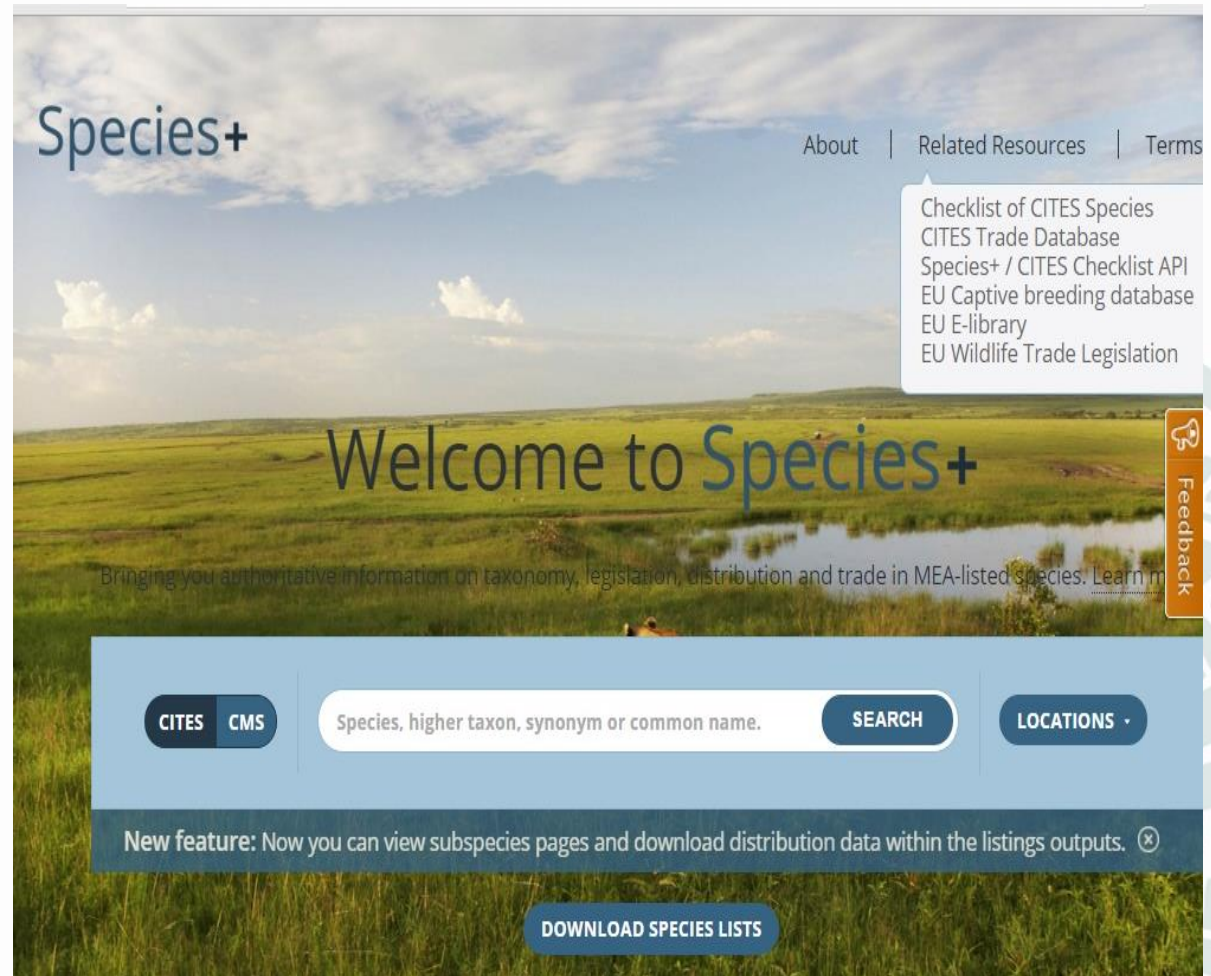 Species+
About | Related Resources | Terms
Checklist of CITES Species
CITES Trade Database
Species+ / CITES Checklist API
EU Captive breeding database
EU E-library
EU Wildlife Trade Legislation
Welcome to Species+
Feedback
Bringing you authoritative information on taxonomy, legislation, distribution and trade in MEA-listed species. Learn m
CITES CMS
Species, higher taxon, synonym or common name.
SEARCH
LOCATIONS
New feature: Now you can view subspecies pages and download distribution data within the listings outputs.
DOWNLOAD SPECIES LISTS